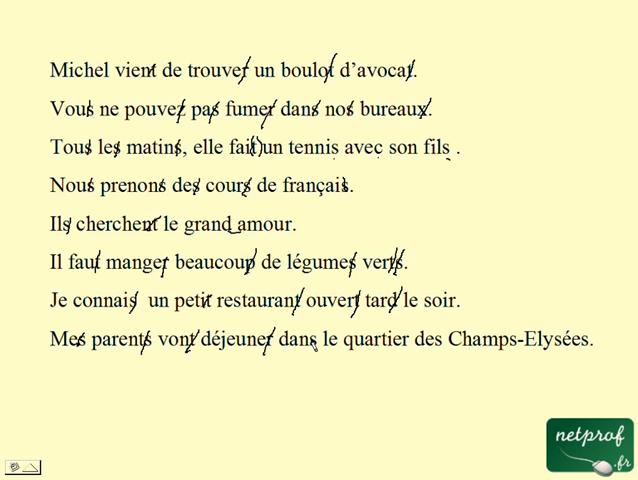 Michel vient de trouver un boulot d’avocat.
Vous ne pouvez pas fumer dans nos bureaux.
Tous les matins, elle fait un tennis avec son fils .
Nous prenons des cours de français.
Ils cherchent le grand amour.
Il faut manger beaucoup de légumes verts.
Je connais un petit restaurant ouvert tard le soir.
Mes parents vont déjeuner dans le quartier des Champs-Elysées.
netprof
.fr